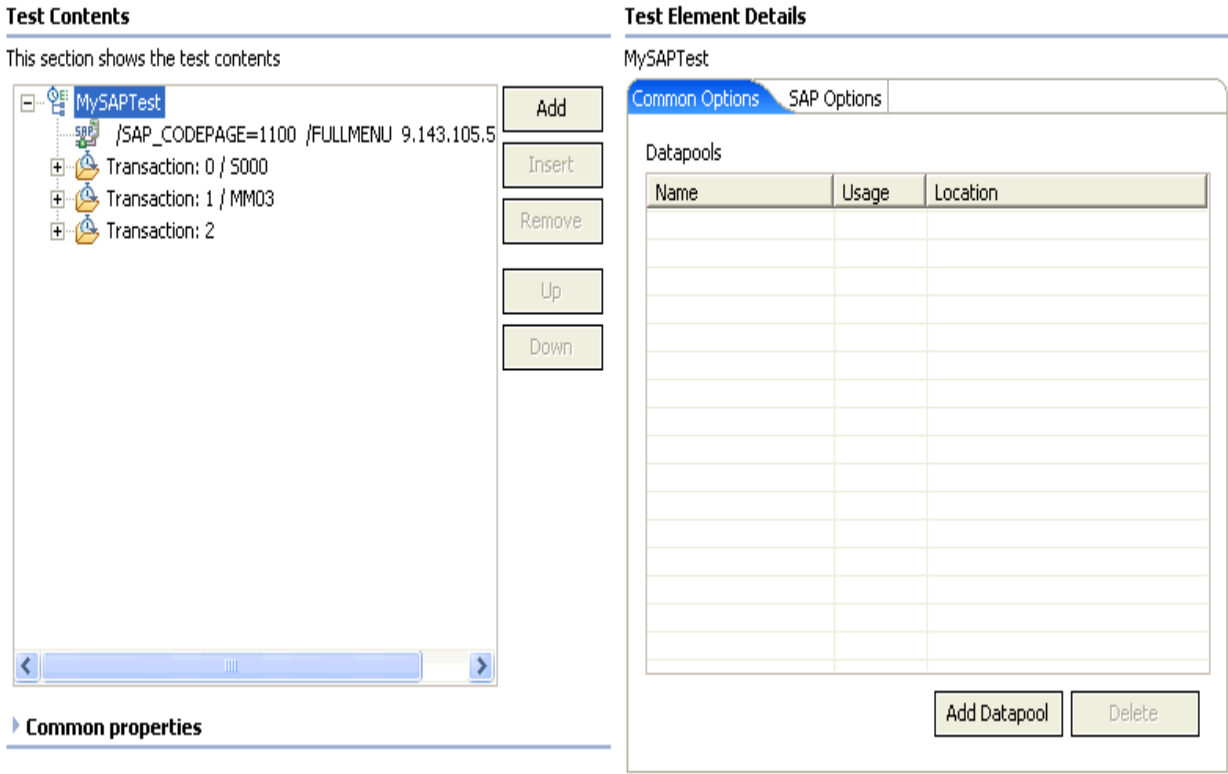 Test Contents
This section shows the test contents
MySAPTest
/SAP_CODEPAGE=1100 /FULLMENU 9.143.105.5
Transaction: 0 / S000
Transaction: 1 / MM03
Transaction: 2
Add
Insert
Remove
Up
Down
Common properties
Test Element Details
MySAPTest
Common Options
SAP Options
Datapools
Name Usage Location
Add Datapool
Delete